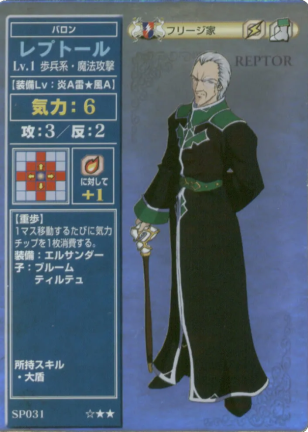 バロン
レプトール
Lv.1 歩兵系・魔法攻撃
【装備Lv:炎A雷★風A】
気力:6
攻:3/反:2
に対して
+1
【重歩】
1マス移動するたびに気力
チップを1枚消費する。
装備:エルサンダー
子:ブルーム
ティルテュ
所持スキル
・大盾
SP031 ☆★★
フリージ家
REPTOR